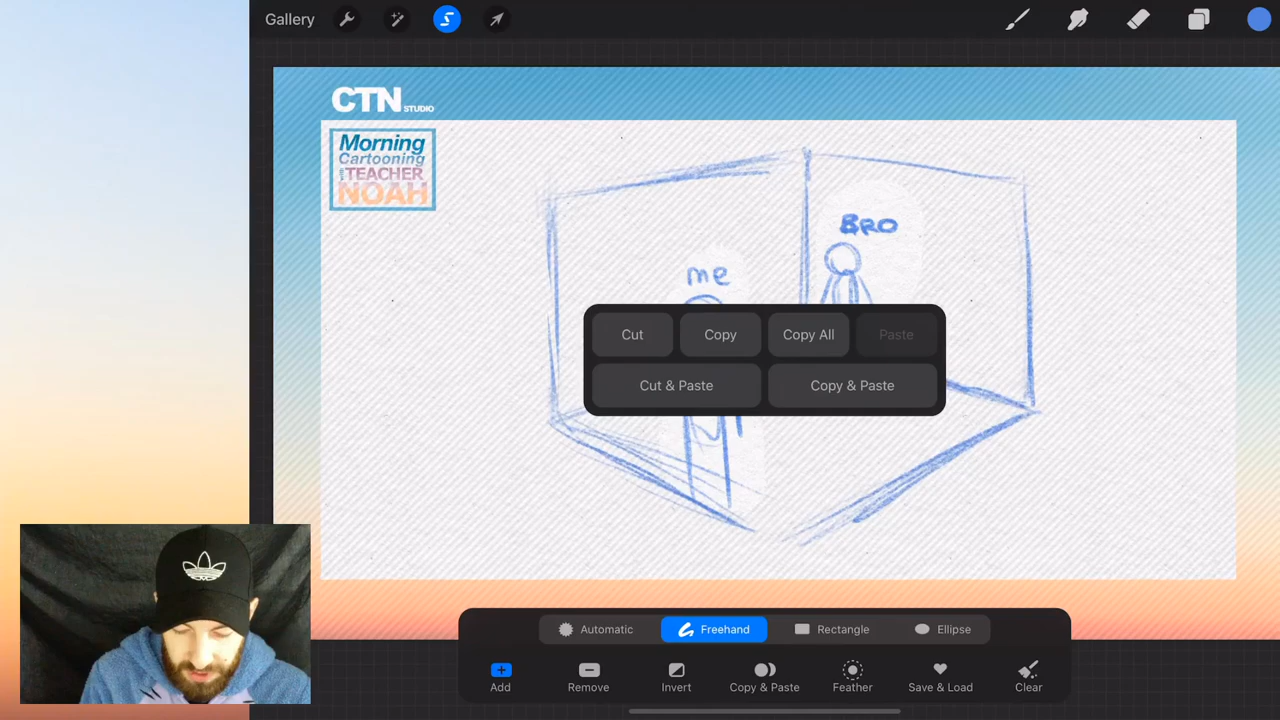 Gallery
CTN STUDIO
Morning
Cartooning
with TEACHER
NOAH
BRO
me
Cut Copy Copy All Paste
Cut & Paste Copy & Paste
Automatic Freehand Rectangle Ellipse
Add Remove Invert Copy & Paste Feather Save & Load Clear